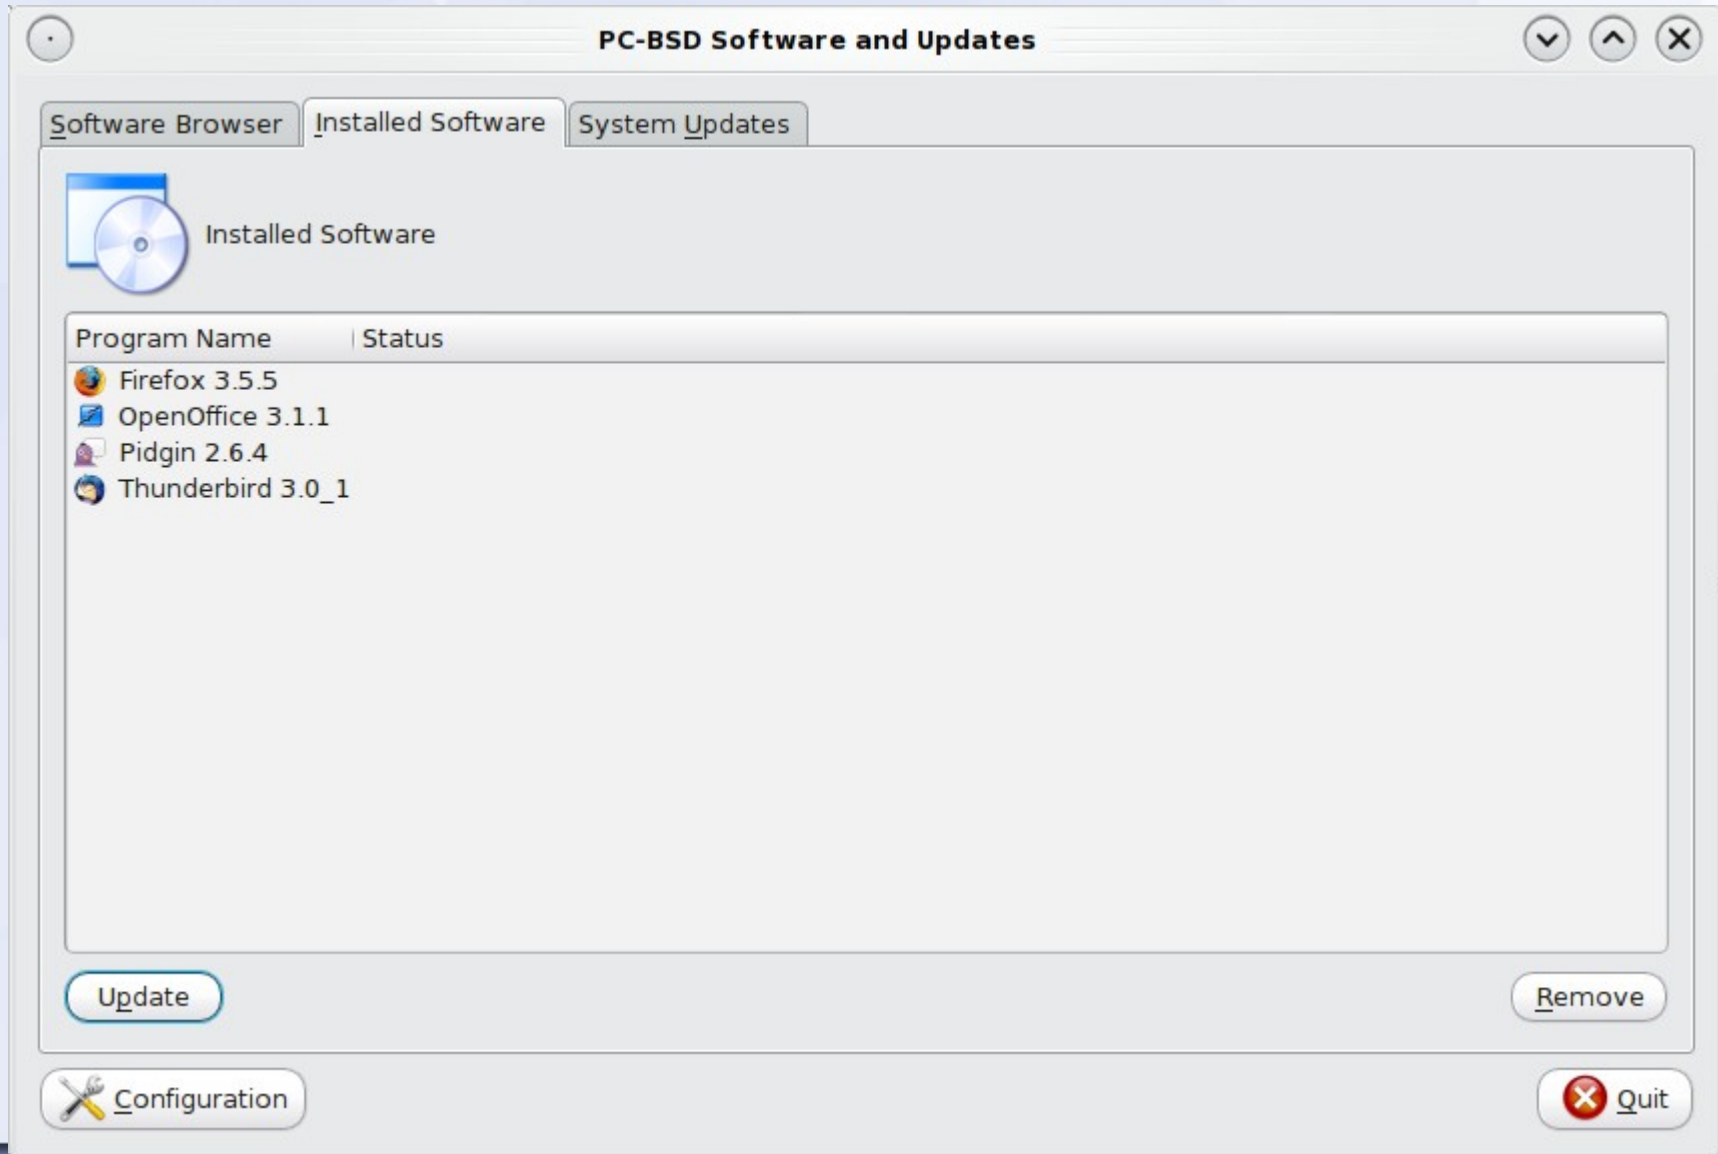 PC-BSD Software and Updates
Software Browser Installed Software System Updates
Installed Software
Program Name Status
Firefox 3.5.5
OpenOffice 3.1.1
Pidgin 2.6.4
Thunderbird 3.0_1
Update Remove
Configuration Quit